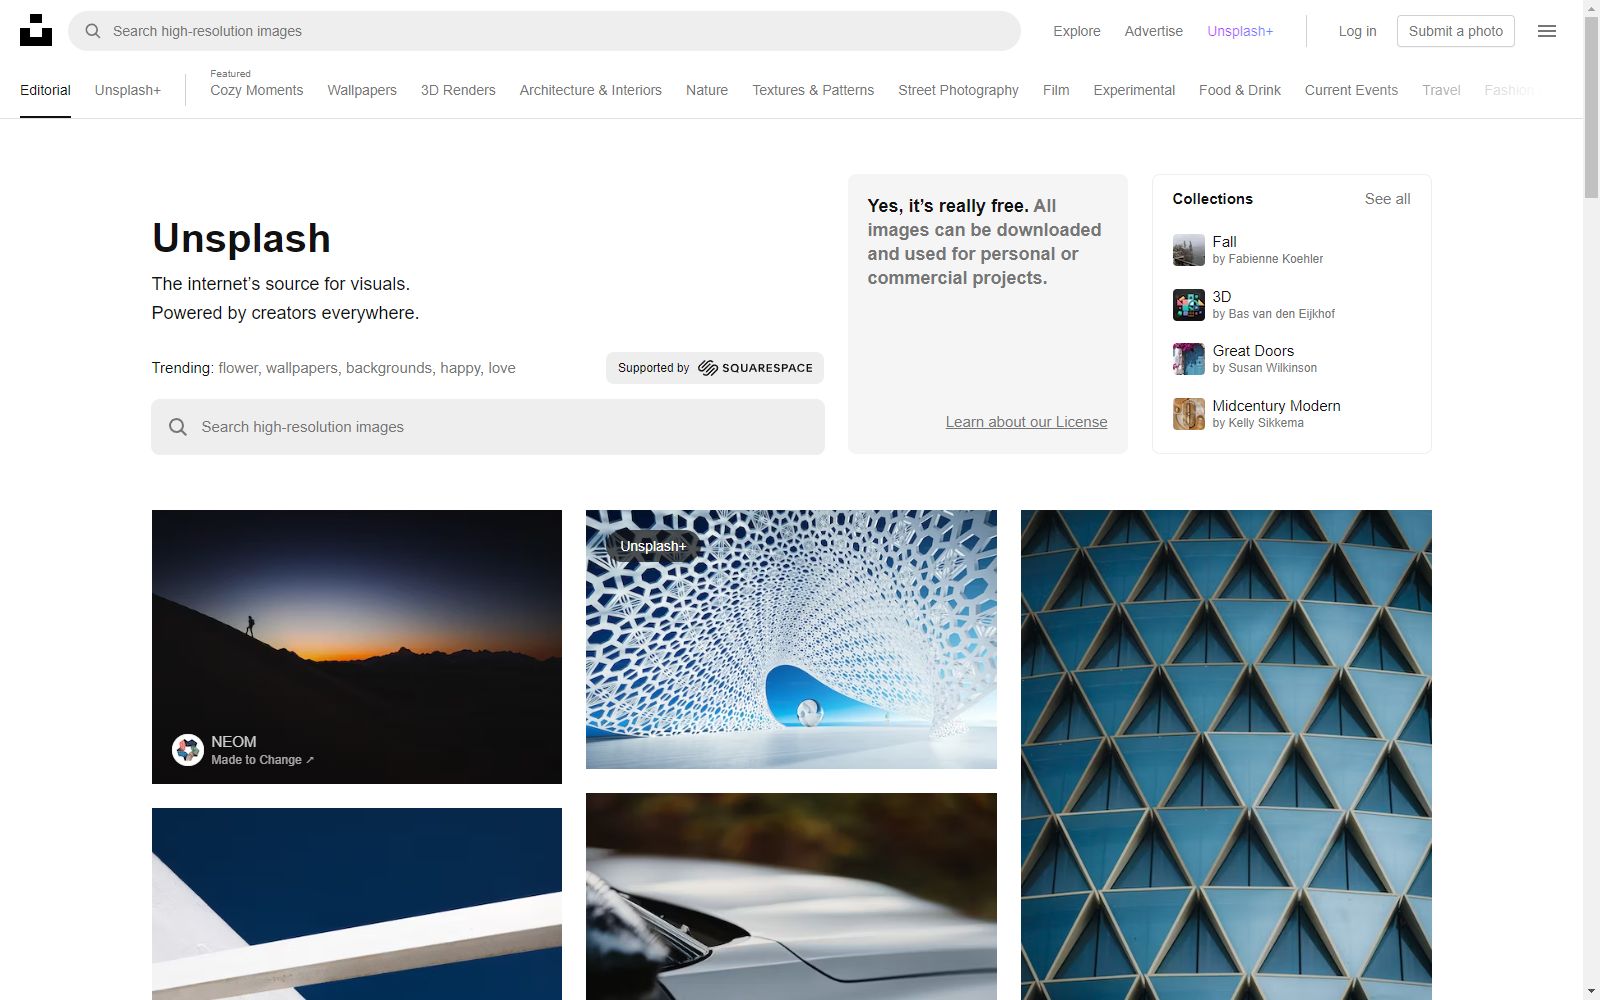 Search high-resolution images
Explore
Advertise
Unsplash+
Log in
Submit a photo
Editorial
Unsplash+
Featured
Cozy Moments
Wallpapers
3D Renders
Architecture & Interiors
Nature
Textures & Patterns
Street Photography
Film
Experimental
Food & Drink
Current Events
Travel
Fashion
Unsplash
The internet’s source for visuals.
Powered by creators everywhere.
Trending: flower, wallpapers, backgrounds, happy, love
Supported by SQUARESPACE
Search high-resolution images
Yes, it’s really free. All
images can be downloaded
and used for personal or
commercial projects.
Learn about our License
Collections
See all
Fall
by Fabienne Koehler
3D
by Bas van den Eijkhof
Great Doors
by Susan Wilkinson
Midcentury Modern
by Kelly Sikkema
NEOM
Made to Change ↗
Unsplash+